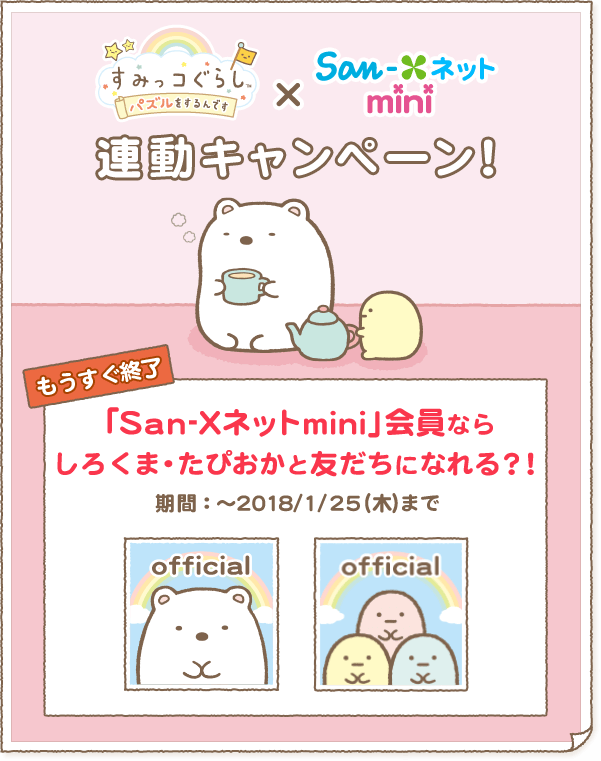 すみっコぐらし™
パズルをするんです
×
San-Xネット
mini
連動キャンペーン!
もうすぐ終了
「San-Xネットmini」会員なら
しろくま・たぴおかと友だちになれる?!
期間：～2018/1/25(木)まで
official
official